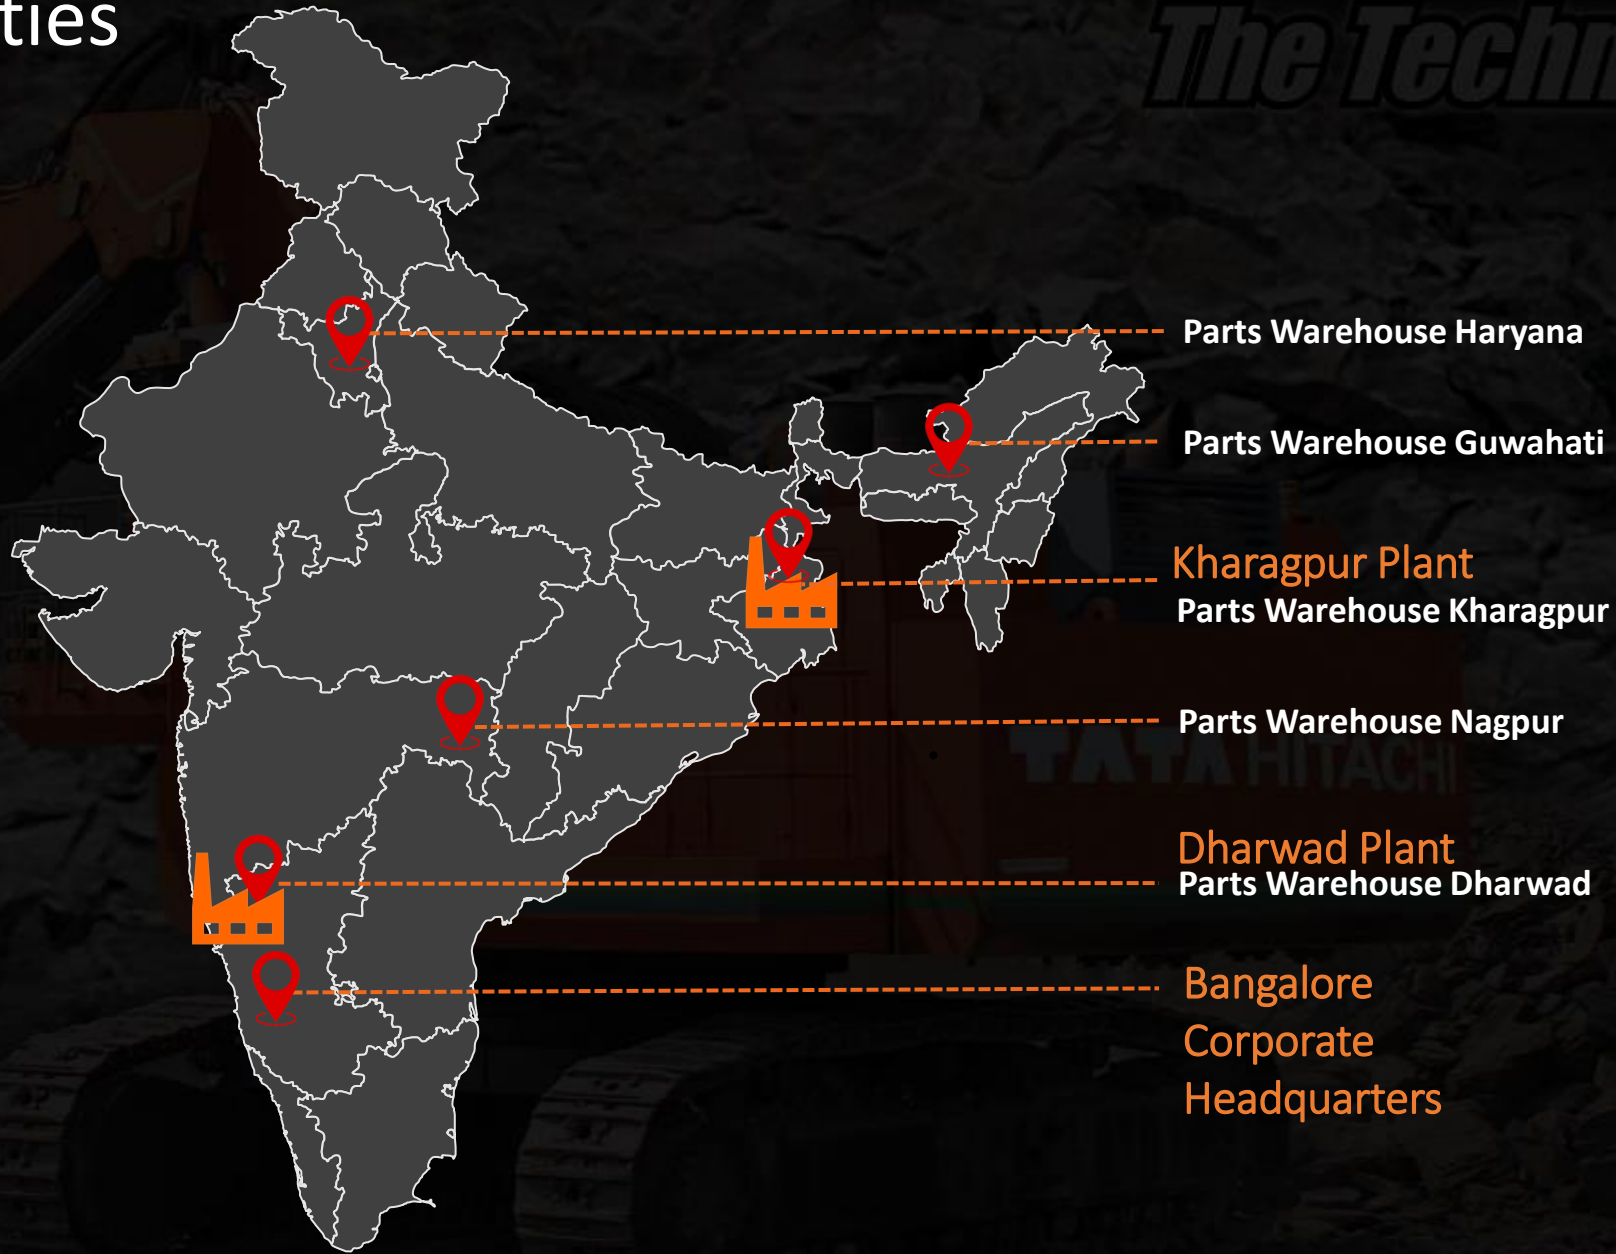 ties
The Techn
Parts Warehouse Haryana
Parts Warehouse Guwahati
Kharagpur Plant
Parts Warehouse Kharagpur
Parts Warehouse Nagpur
TATA HITACHI
Dharwad Plant
Parts Warehouse Dharwad
Bangalore
Corporate
Headquarters